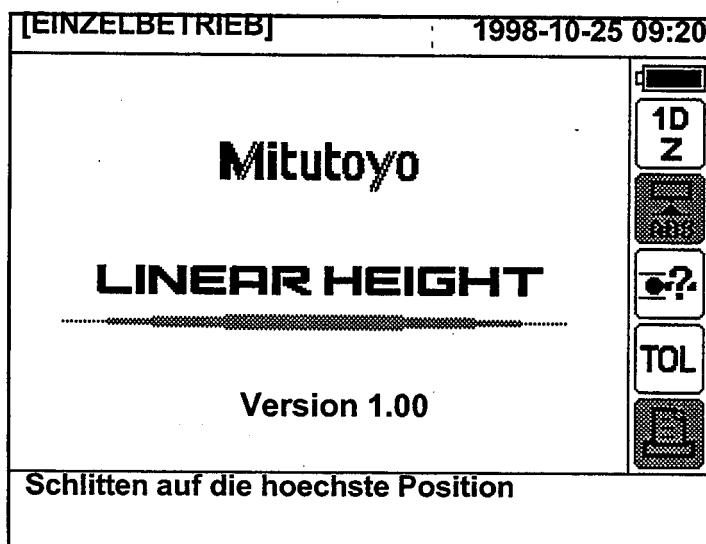 [EINZELBETRIEB] 1998-10-25 09:20
1D
Z
Mitutoyo
ABS
LINEAR HEIGHT
?
TOL
Version 1.00
Schlitten auf die hoechste Position